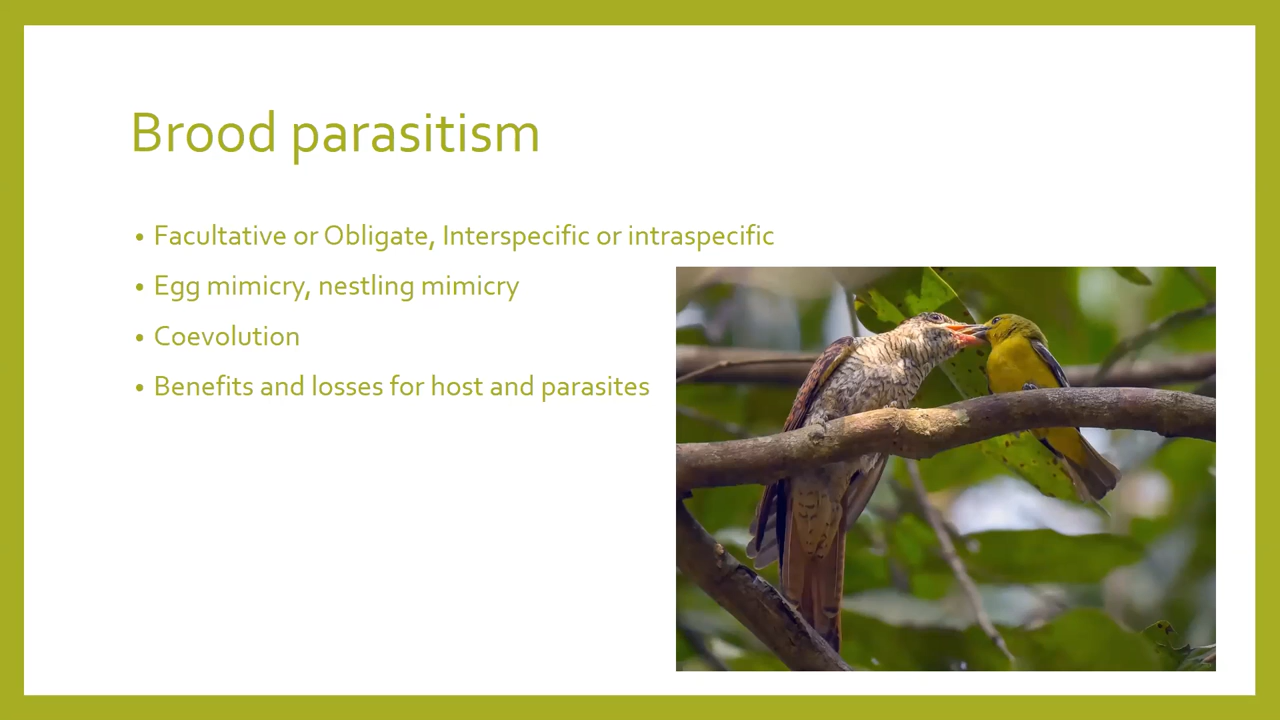 Brood parasitism
• Facultative or Obligate, Interspecific or intraspecific
• Egg mimicry, nestling mimicry
• Coevolution
• Benefits and losses for host and parasites